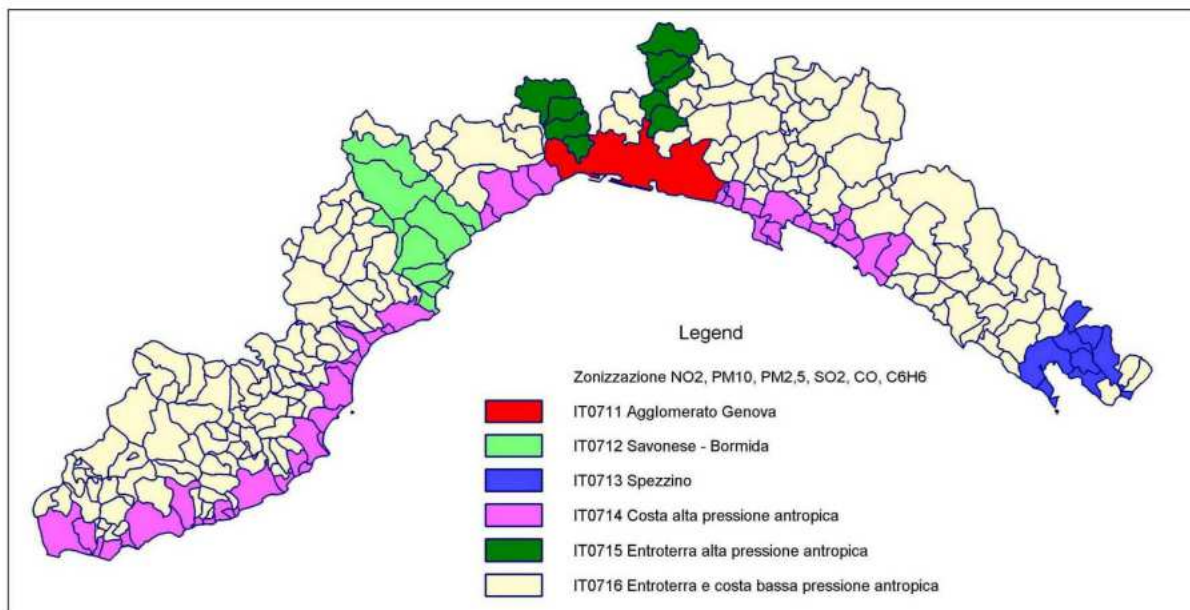 Legend
Zonizzazione NO2, PM10, PM2,5, SO2, CO, C6H6
IT0711 Agglomerato Genova
IT0712 Savonese - Bormida
IT0713 Spezzino
IT0714 Costa alta pressione antropica
IT0715 Entroterra alta pressione antropica
IT0716 Entroterra e costa bassa pressione antropica